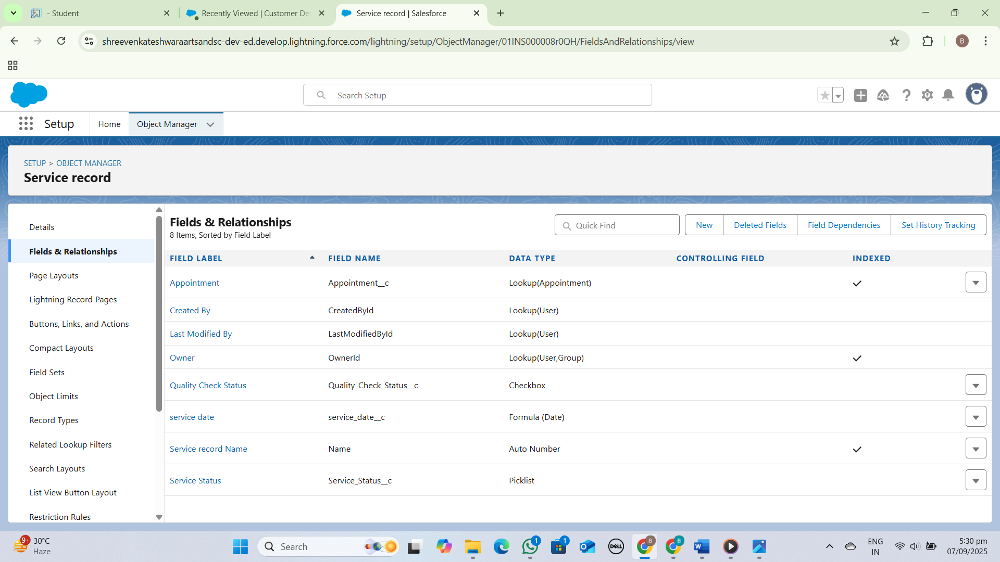 - Student
Recently Viewed | Customer De
Service record | Salesforce
shreevenkateshwaraartsandsc-dev-ed.develop.lightning.force.com/lightning/setup/ObjectManager/01INS000008r0QH/FieldsAndRelationships/view
B
Search Setup
Setup
Home
Object Manager
SETUP > OBJECT MANAGER
Service record
Details
Fields & Relationships
Page Layouts
Lightning Record Pages
Buttons, Links, and Actions
Compact Layouts
Field Sets
Object Limits
Record Types
Related Lookup Filters
Search Layouts
List View Button Layout
Restriction Rules
Fields & Relationships
8 Items, Sorted by Field Label
Quick Find
New
Deleted Fields
Field Dependencies
Set History Tracking
FIELD LABEL FIELD NAME DATA TYPE CONTROLLING FIELD INDEXED
Appointment Appointment__c Lookup(Appointment)
Created By CreatedById Lookup(User)
Last Modified By LastModifiedById Lookup(User)
Owner OwnerId Lookup(User,Group)
Quality Check Status Quality_Check_Status__c Checkbox
service date service_date__c Formula (Date)
Service record Name Name Auto Number
Service Status Service_Status__c Picklist
9+
30°C
Haze
Search
1
1
DELL
B
B
W
ENG
IN
5:30 pm
07/09/2025